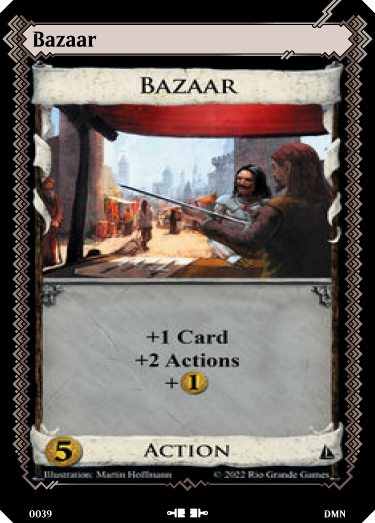 Bazaar
BAZAAR
+1 Card
+2 Actions
+1
5 ACTION
Illustration: Martin Hoffmann © 2022 Rio Grande Games
0039 DMN